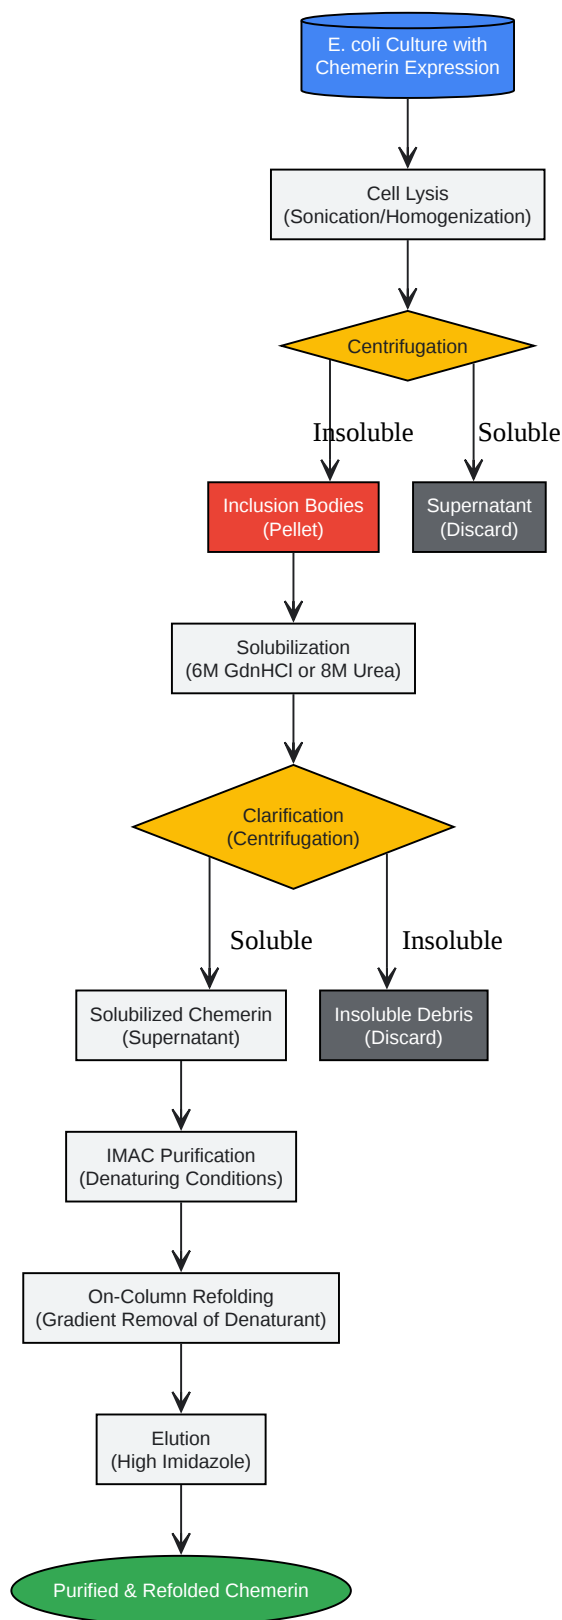 E. coli Culture with
Chemerin Expression
Cell Lysis
(Sonication/Homogenization)
Centrifugation
Insoluble
Soluble
Inclusion Bodies
(Pellet)
Supernatant
(Discard)
Solubilization
(6M GdnHCl or 8M Urea)
Clarification
(Centrifugation)
Soluble
Insoluble
Solubilized Chemerin
(Supernatant)
Insoluble Debris
(Discard)
IMAC Purification
(Denaturing Conditions)
On-Column Refolding
(Gradient Removal of Denaturant)
Elution
(High Imidazole)
Purified & Refolded Chemerin